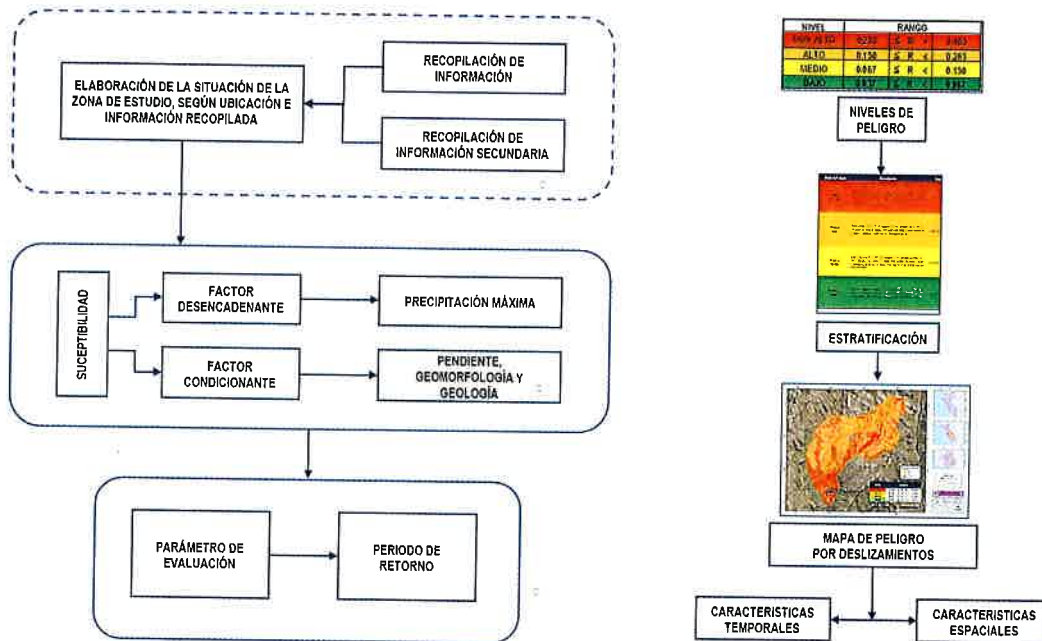 RECOPILACIÓN DE
INFORMACIÓN
ELABORACIÓN DE LA SITUACIÓN DE LA
ZONA DE ESTUDIO, SEGÚN UBICACIÓN E
INFORMACIÓN RECOPILADA
RECOPILACIÓN DE
INFORMACIÓN SECUNDARIA
SUCEPTIBILIDAD
FACTOR
DESENCADENANTE
PRECIPITACIÓN MÁXIMA
FACTOR
CONDICIONANTE
PENDIENTE,
GEOMORFOLOGÍA Y
GEOLOGÍA
PARÁMETRO DE
EVALUACIÓN
PERIODO DE
RETORNO
NIVEL RANGO
ALTO ≤ R <
MEDIO ≤ R <
BAJO
NIVELES DE
PELIGRO
ESTRATIFICACIÓN
MAPA DE PELIGRO
POR DESLIZAMIENTOS
CARACTERISTICAS
TEMPORALES
CARACTERISTICAS
ESPACIALES